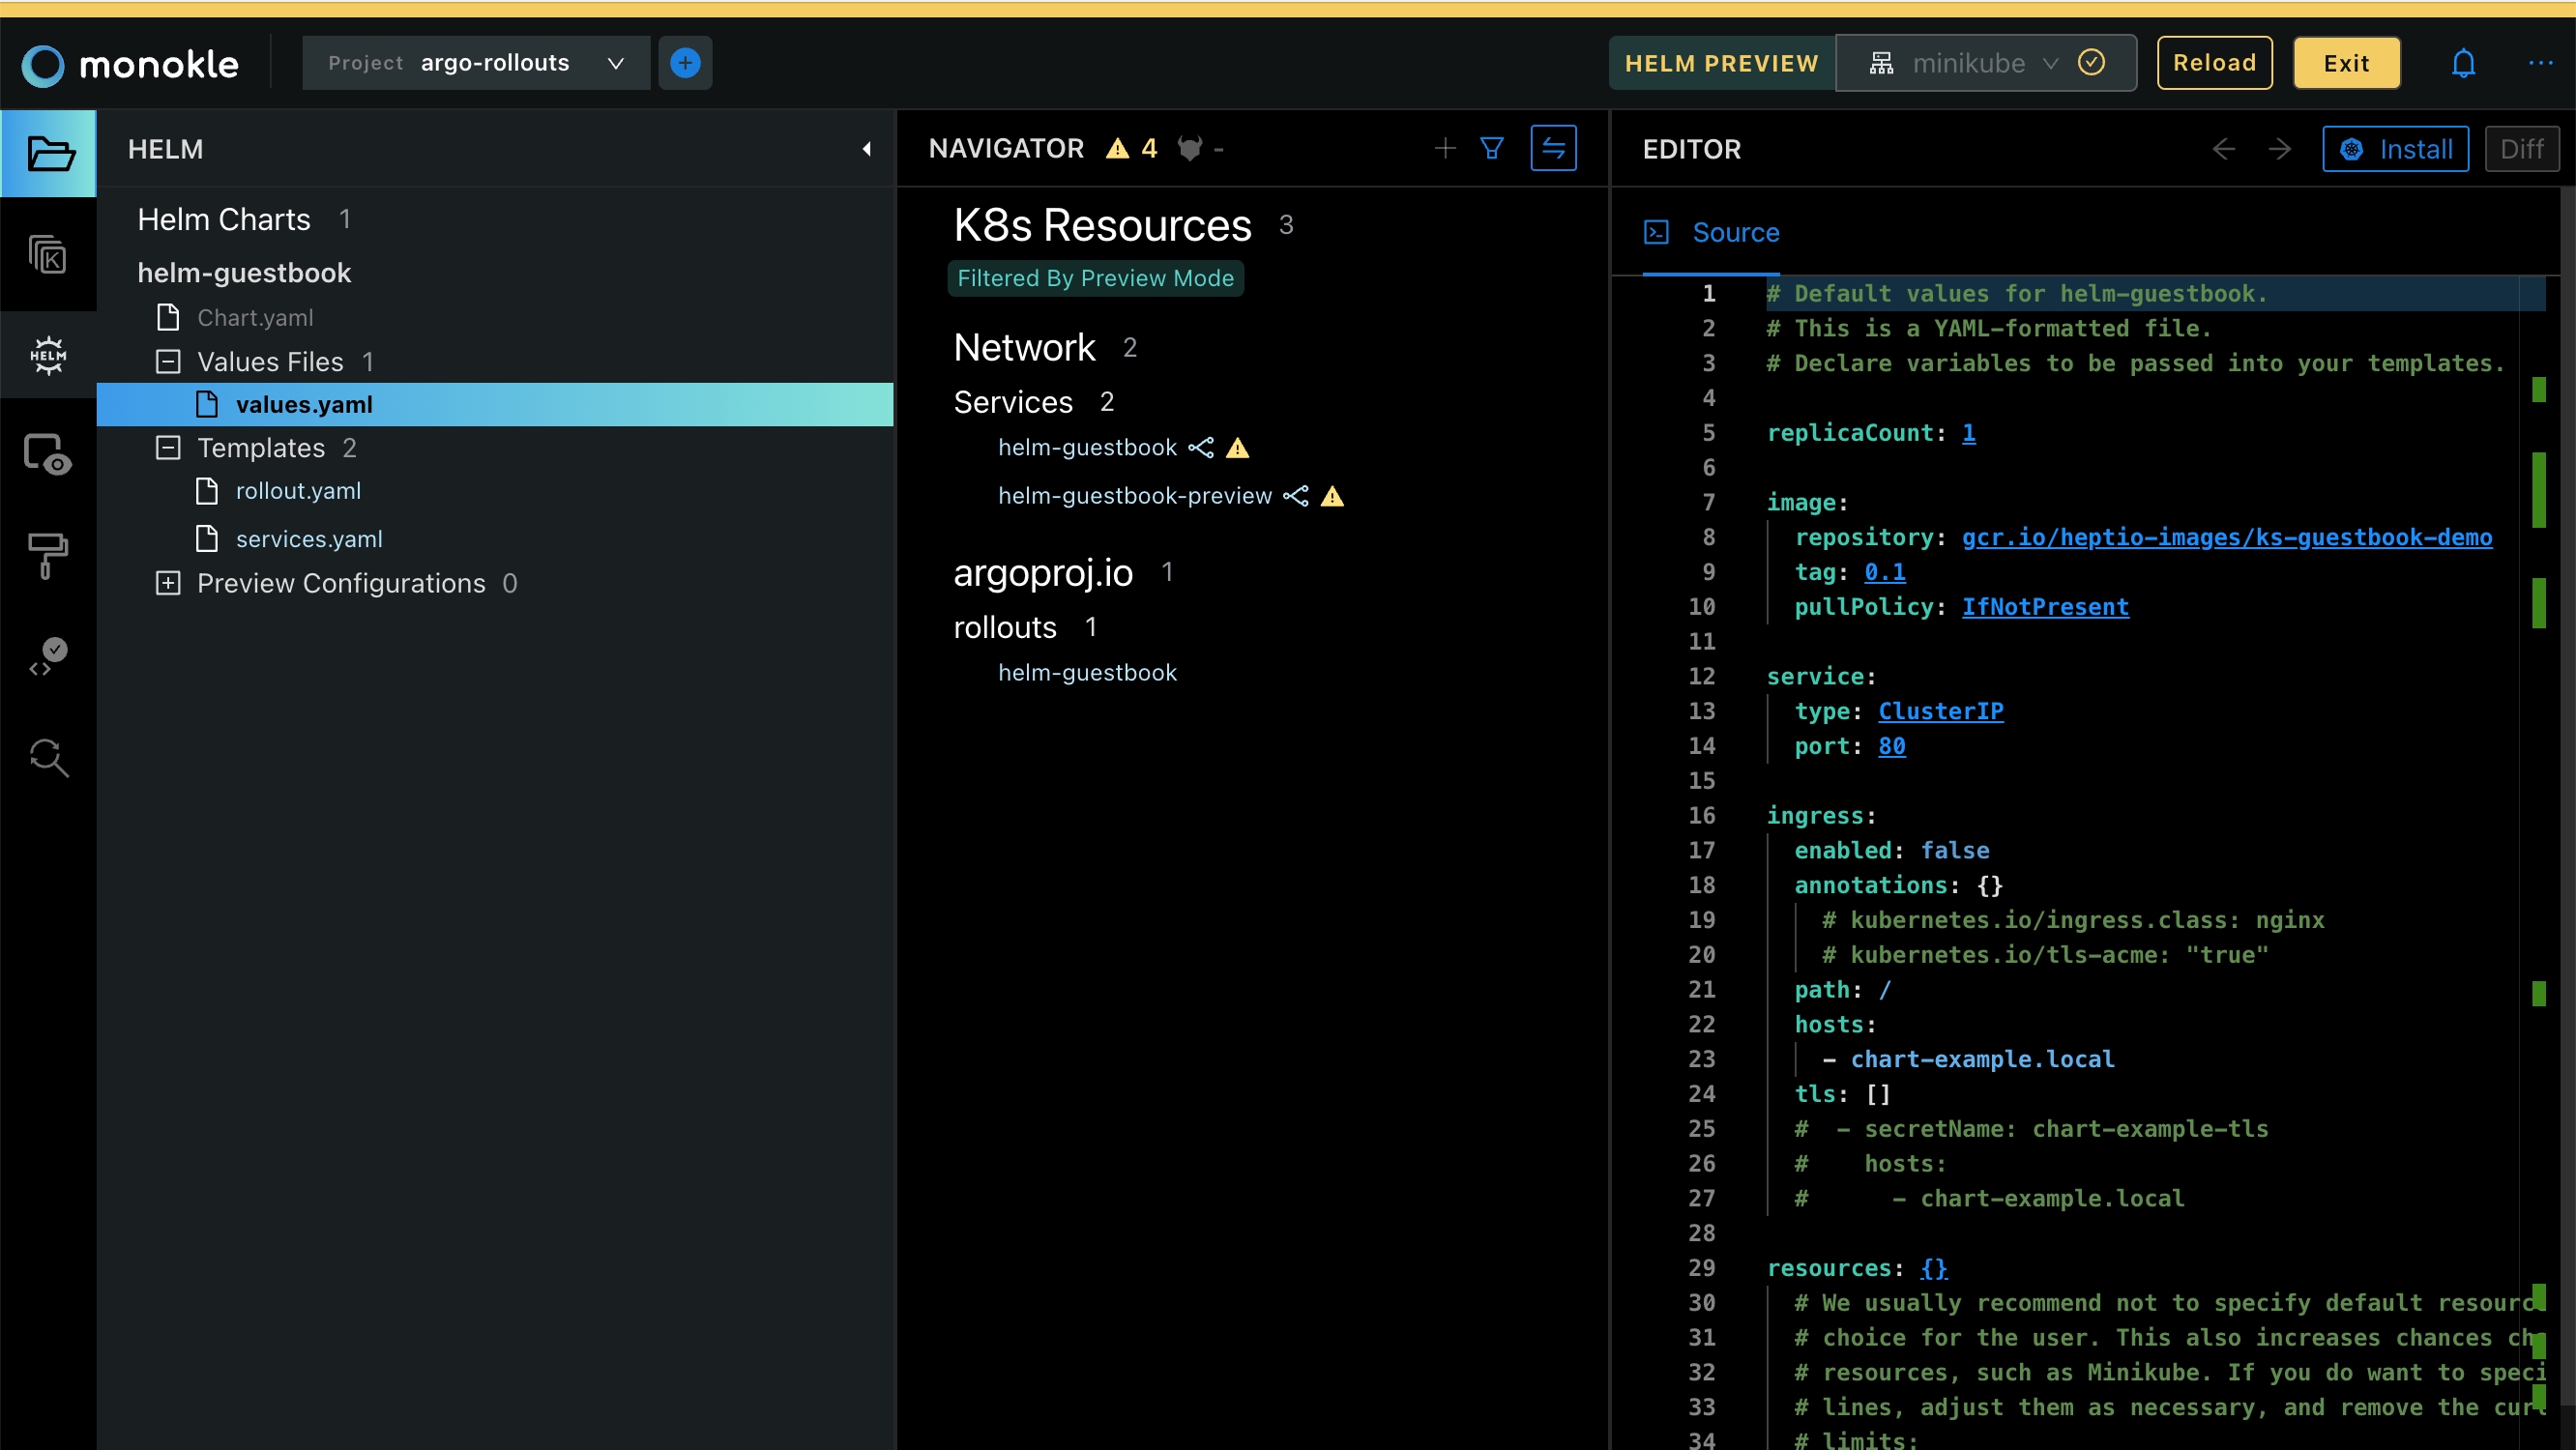 monokle
Project argo-rollouts
HELM PREVIEW
minikube
Reload
Exit
HELM
Helm Charts 1
helm-guestbook
Chart.yaml
Values Files 1
values.yaml
Templates 2
rollout.yaml
services.yaml
Preview Configurations 0
NAVIGATOR 4 -
K8s Resources 3
Filtered By Preview Mode
Network 2
Services 2
helm-guestbook
helm-guestbook-preview
argoproj.io 1
rollouts 1
helm-guestbook
EDITOR
Install
Diff
Source
1 # Default values for helm-guestbook.
2 # This is a YAML-formatted file.
3 # Declare variables to be passed into your templates.
4
5 replicaCount: 1
6
7 image:
8 repository: gcr.io/heptio-images/ks-guestbook-demo
9 tag: 0.1
10 pullPolicy: IfNotPresent
11
12 service:
13 type: ClusterIP
14 port: 80
15
16 ingress:
17 enabled: false
18 annotations: {}
19 # kubernetes.io/ingress.class: nginx
20 # kubernetes.io/tls-acme: "true"
21 path: /
22 hosts:
23 - chart-example.local
24 tls: []
25 # - secretName: chart-example-tls
26 # hosts:
27 # - chart-example.local
28
29 resources: {}
30 # We usually recommend not to specify default resourc
31 # choice for the user. This also increases chances ch
32 # resources, such as Minikube. If you do want to speci
33 # lines, adjust them as necessary, and remove the cur
34 # limits: